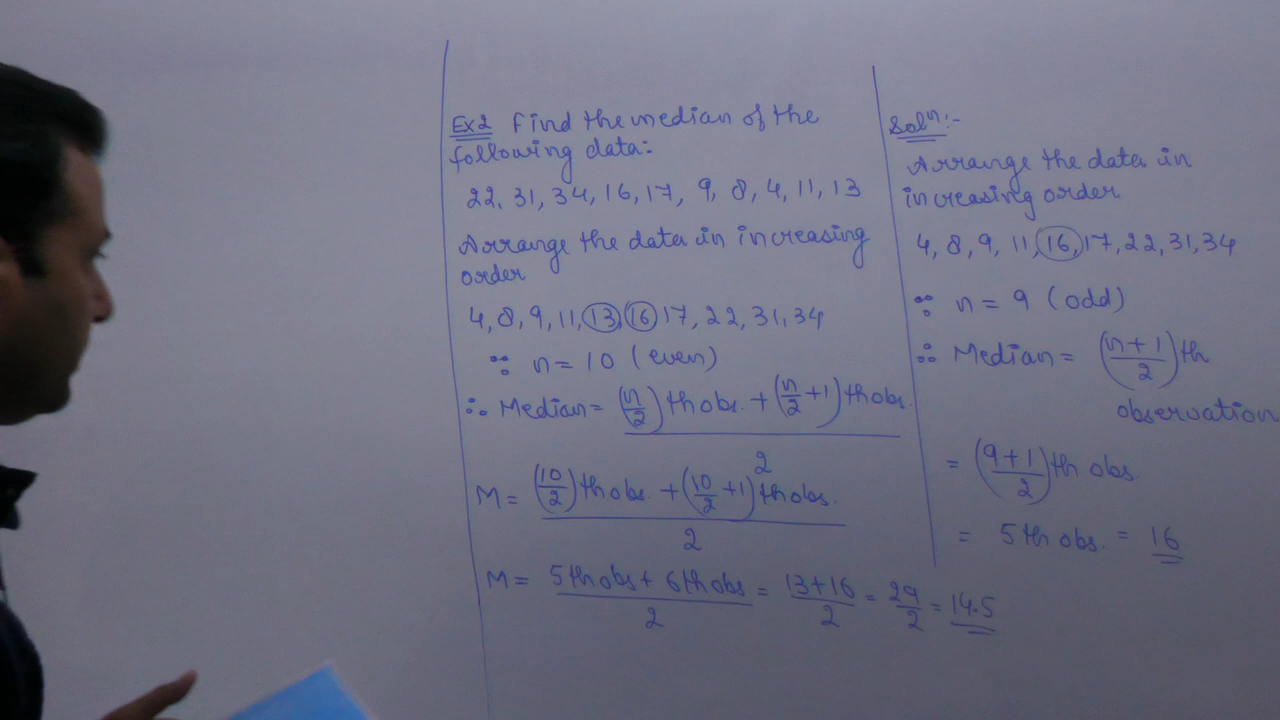 Ex2 Find the median of the
following data:
22, 31, 34, 16, 17, 9, 8, 4, 11, 13
Arrange the data in increasing
order
4, 8, 9, 11, 13, 16, 17, 22, 31, 34
∵ n = 10 (even)
∴ Median = ((n/2)th obs. + (n/2 + 1)th obs.)/2
M = ((10/2)th obs. + (10/2 + 1)th obs.)/2
M = (5th obs + 6th obs)/2 = (13+16)/2 = 29/2 = 14.5
Solⁿ:-
Arrange the data in
increasing order
4, 8, 9, 11, 16, 17, 22, 31, 34
∵ n = 9 (odd)
∴ Median = ((n+1)/2)th
observation
= ((9+1)/2)th obs.
= 5th obs. = 16